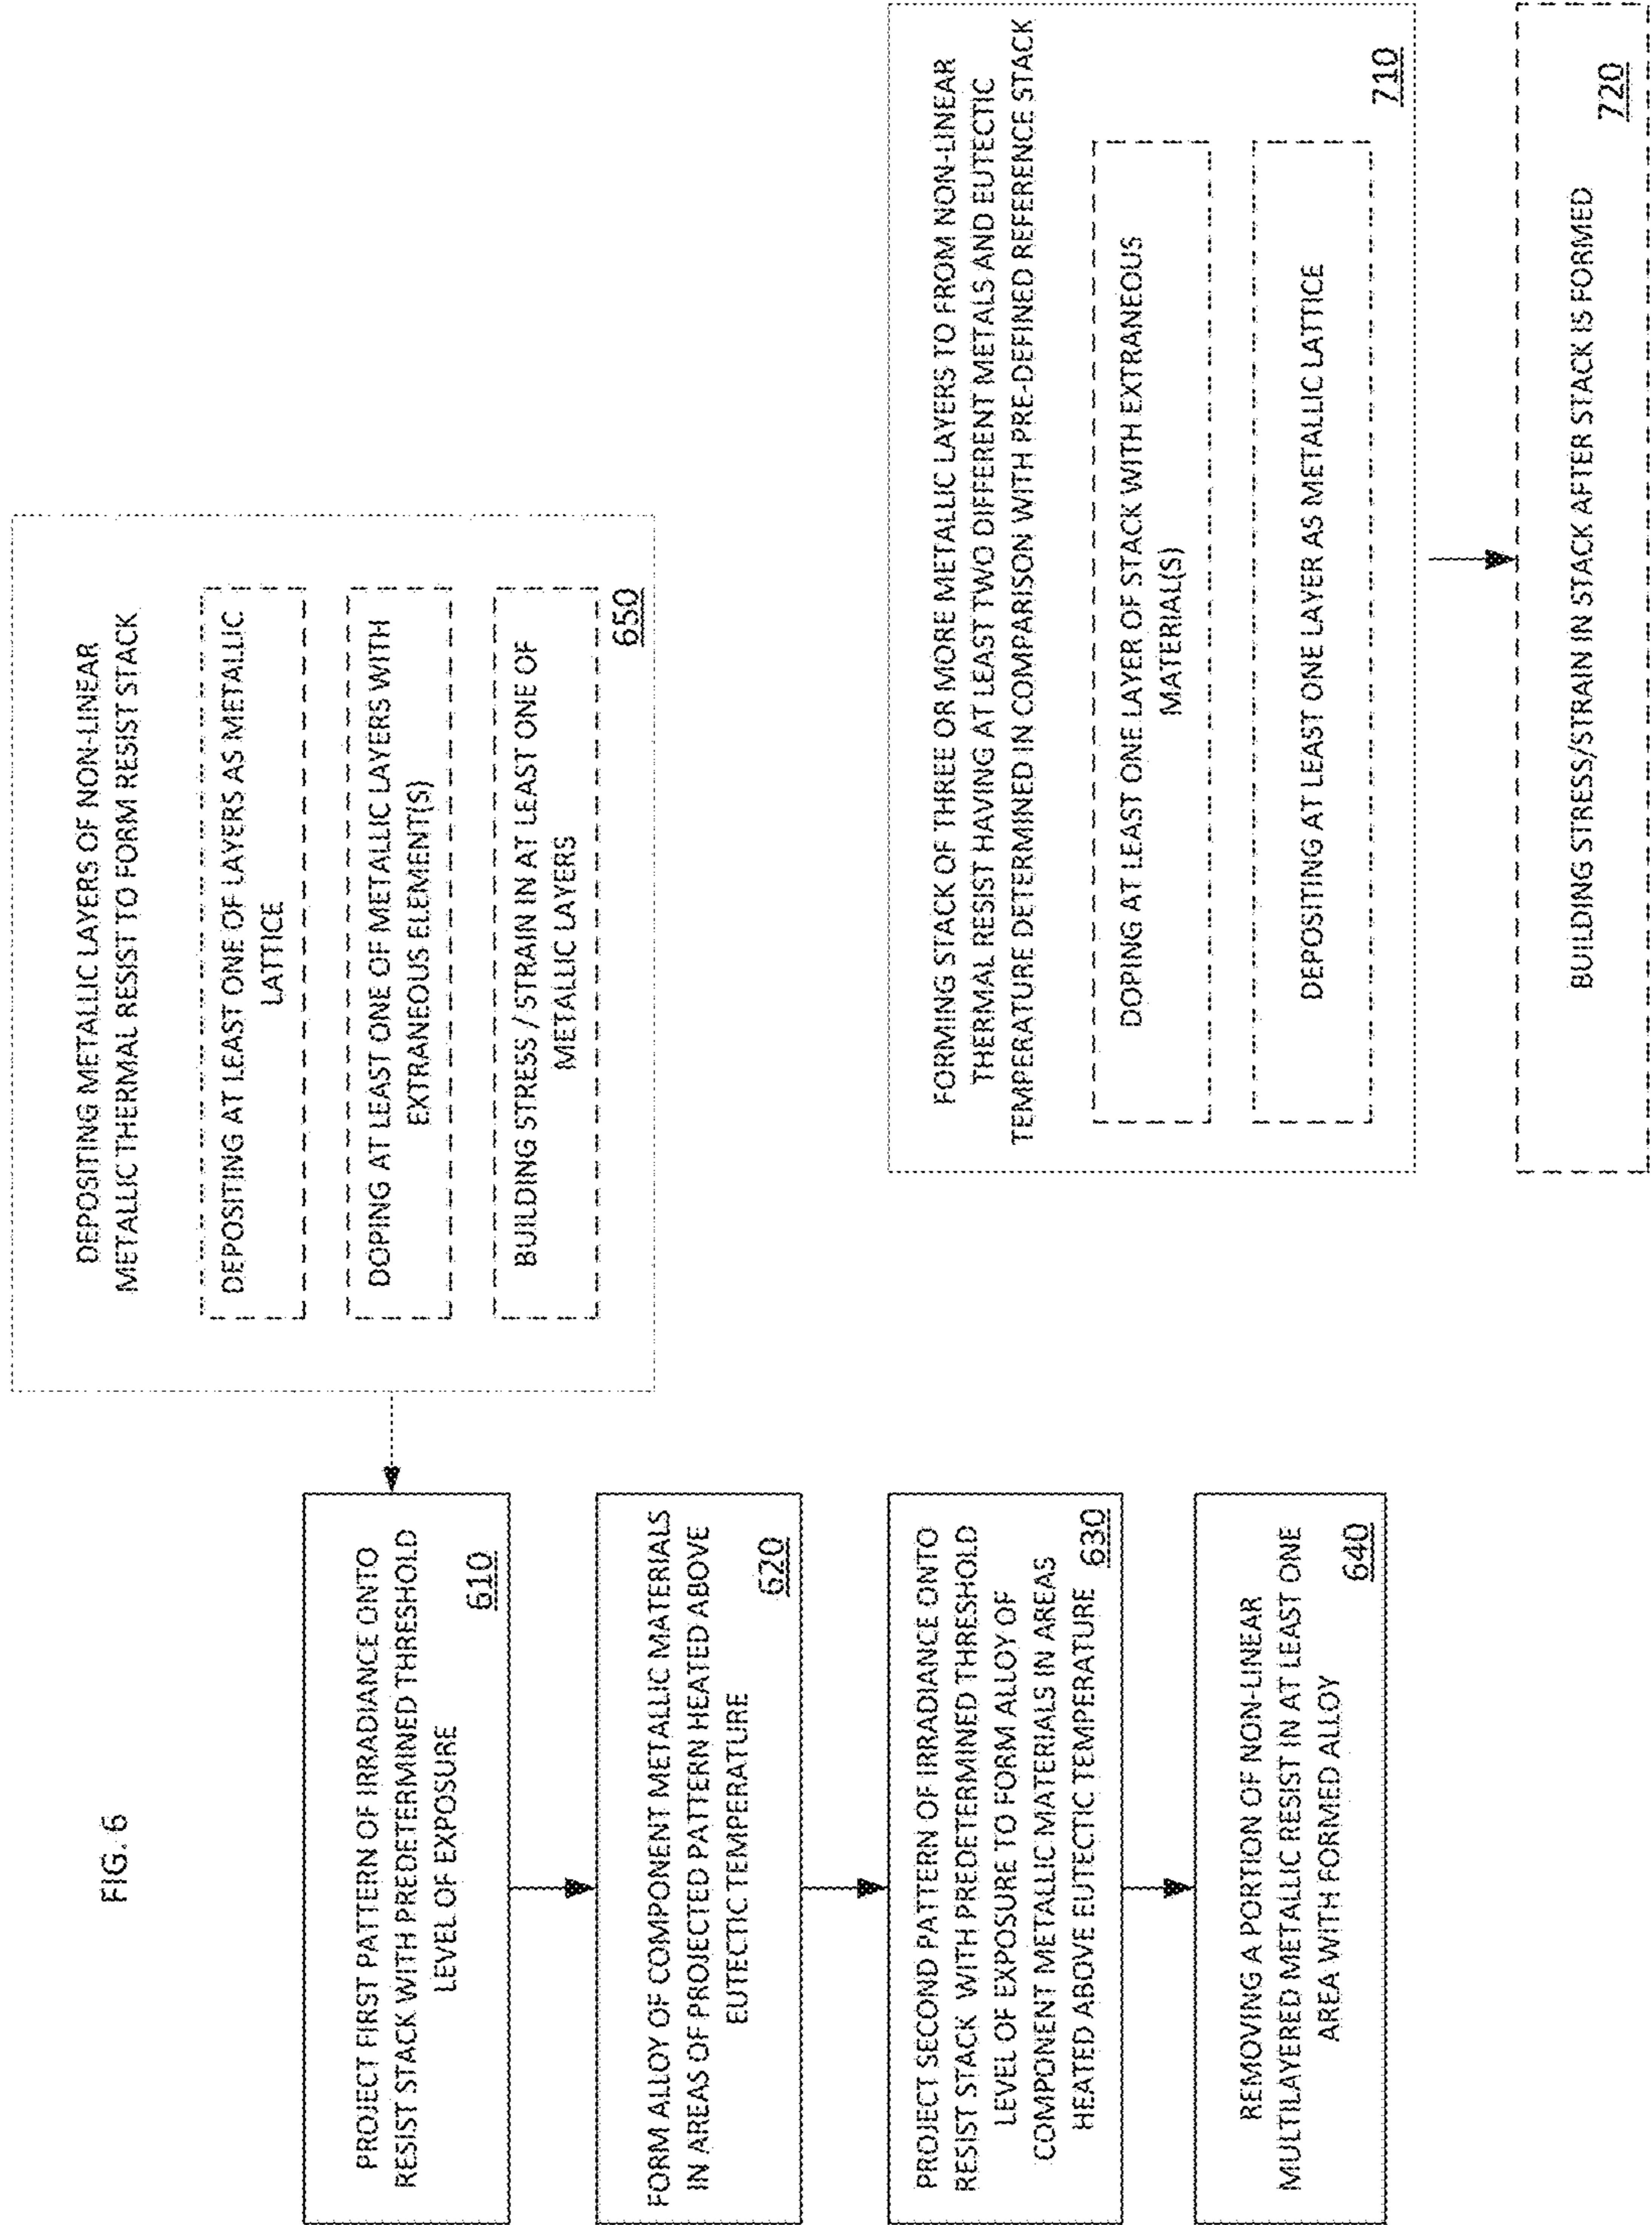 FIG. 6
PROJECT FIRST PATTERN OF IRRADIANCE ONTO
RESIST STACK WITH PREDETERMINED THRESHOLD
LEVEL OF EXPOSURE
610
FORM ALLOY OF COMPONENT METALLIC MATERIALS
IN AREAS OF PROJECTED PATTERN HEATED ABOVE
EUTECTIC TEMPERATURE
620
PROJECT SECOND PATTERN OF IRRADIANCE ONTO
RESIST STACK WITH PREDETERMINED THRESHOLD
LEVEL OF EXPOSURE TO FORM ALLOY OF
COMPONENT METALLIC MATERIALS IN AREAS
HEATED ABOVE EUTECTIC TEMPERATURE
630
REMOVING A PORTION OF NON-LINEAR
MULTILAYERED METALLIC RESIST IN AT LEAST ONE
AREA WITH FORMED ALLOY
640
DEPOSITING METALLIC LAYERS OF NON-LINEAR
METALLIC THERMAL RESIST TO FORM RESIST STACK
DEPOSITING AT LEAST ONE OF LAYERS AS METALLIC
LATTICE
DOPING AT LEAST ONE OF METALLIC LAYERS WITH
EXTRANEOUS ELEMENT(S)
BUILDING STRESS / STRAIN IN AT LEAST ONE OF
METALLIC LAYERS
650
FORMING STACK OF THREE OR MORE METALLIC LAYERS TO FROM NON-LINEAR
THERMAL RESIST HAVING AT LEAST TWO DIFFERENT METALS AND EUTECTIC
TEMPERATURE DETERMINED IN COMPARISON WITH PRE-DEFINED REFERENCE STACK
DOPING AT LEAST ONE LAYER OF STACK WITH EXTRANEOUS
MATERIAL(S)
DEPOSITING AT LEAST ONE LAYER AS METALLIC LATTICE
710
BUILDING STRESS/STRAIN IN STACK AFTER STACK IS FORMED
720